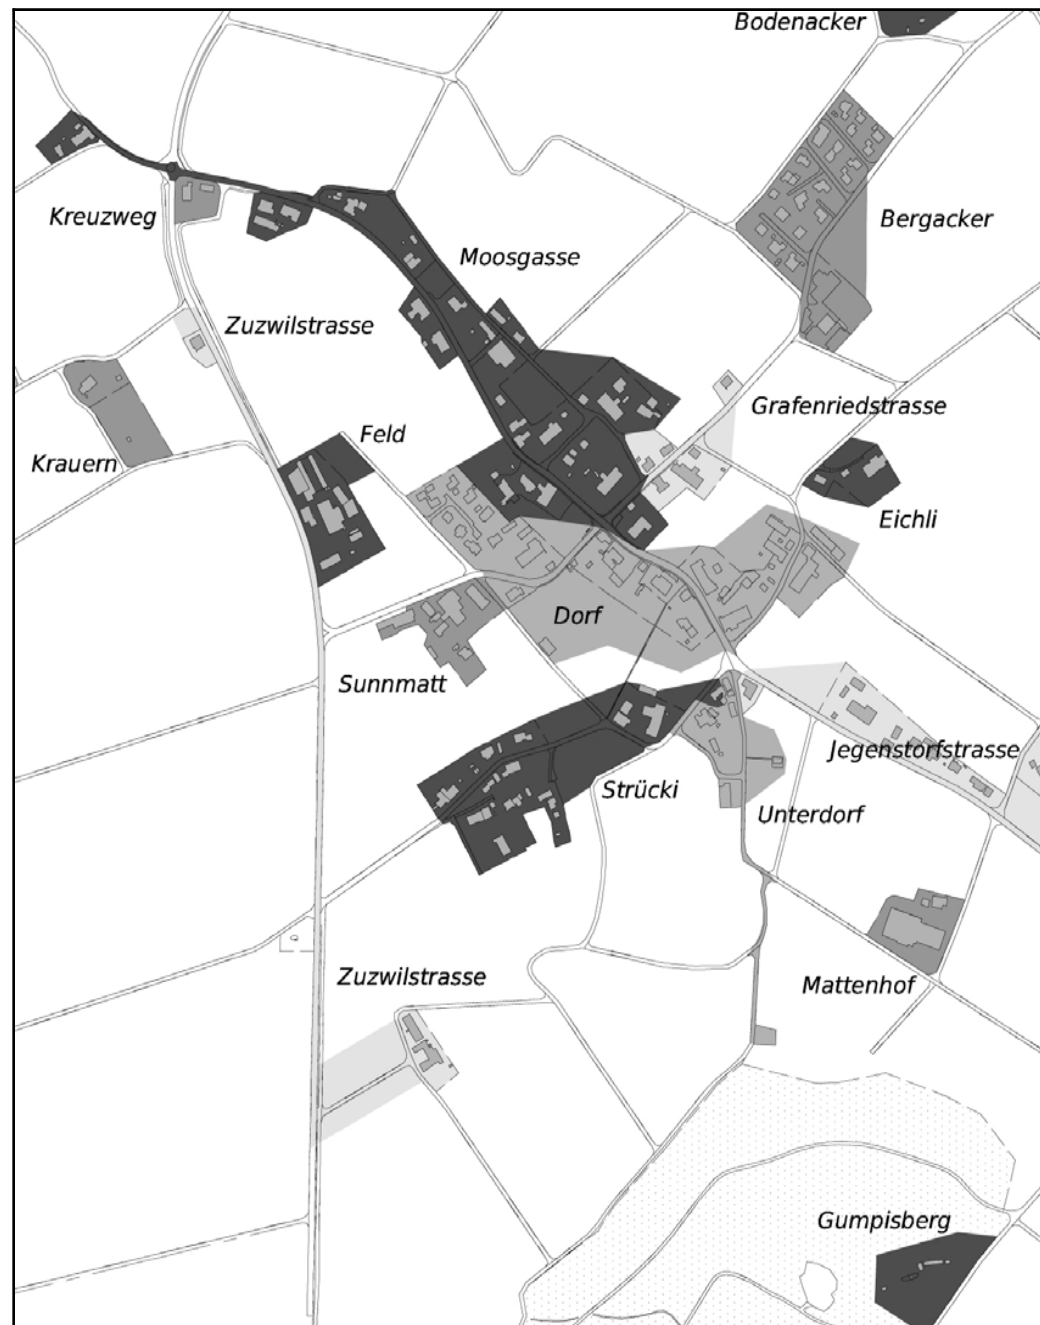 Bodenacker
Kreuzweg
Bergacker
Moosgasse
Zuzwilstrasse
Grafenriedstrasse
Feld
Krauern
Eichli
Dorf
Sunnmatt
Jegenstorfstrasse
Strücki
Unterdorf
Zuzwilstrasse
Mattenhof
Gumpisberg